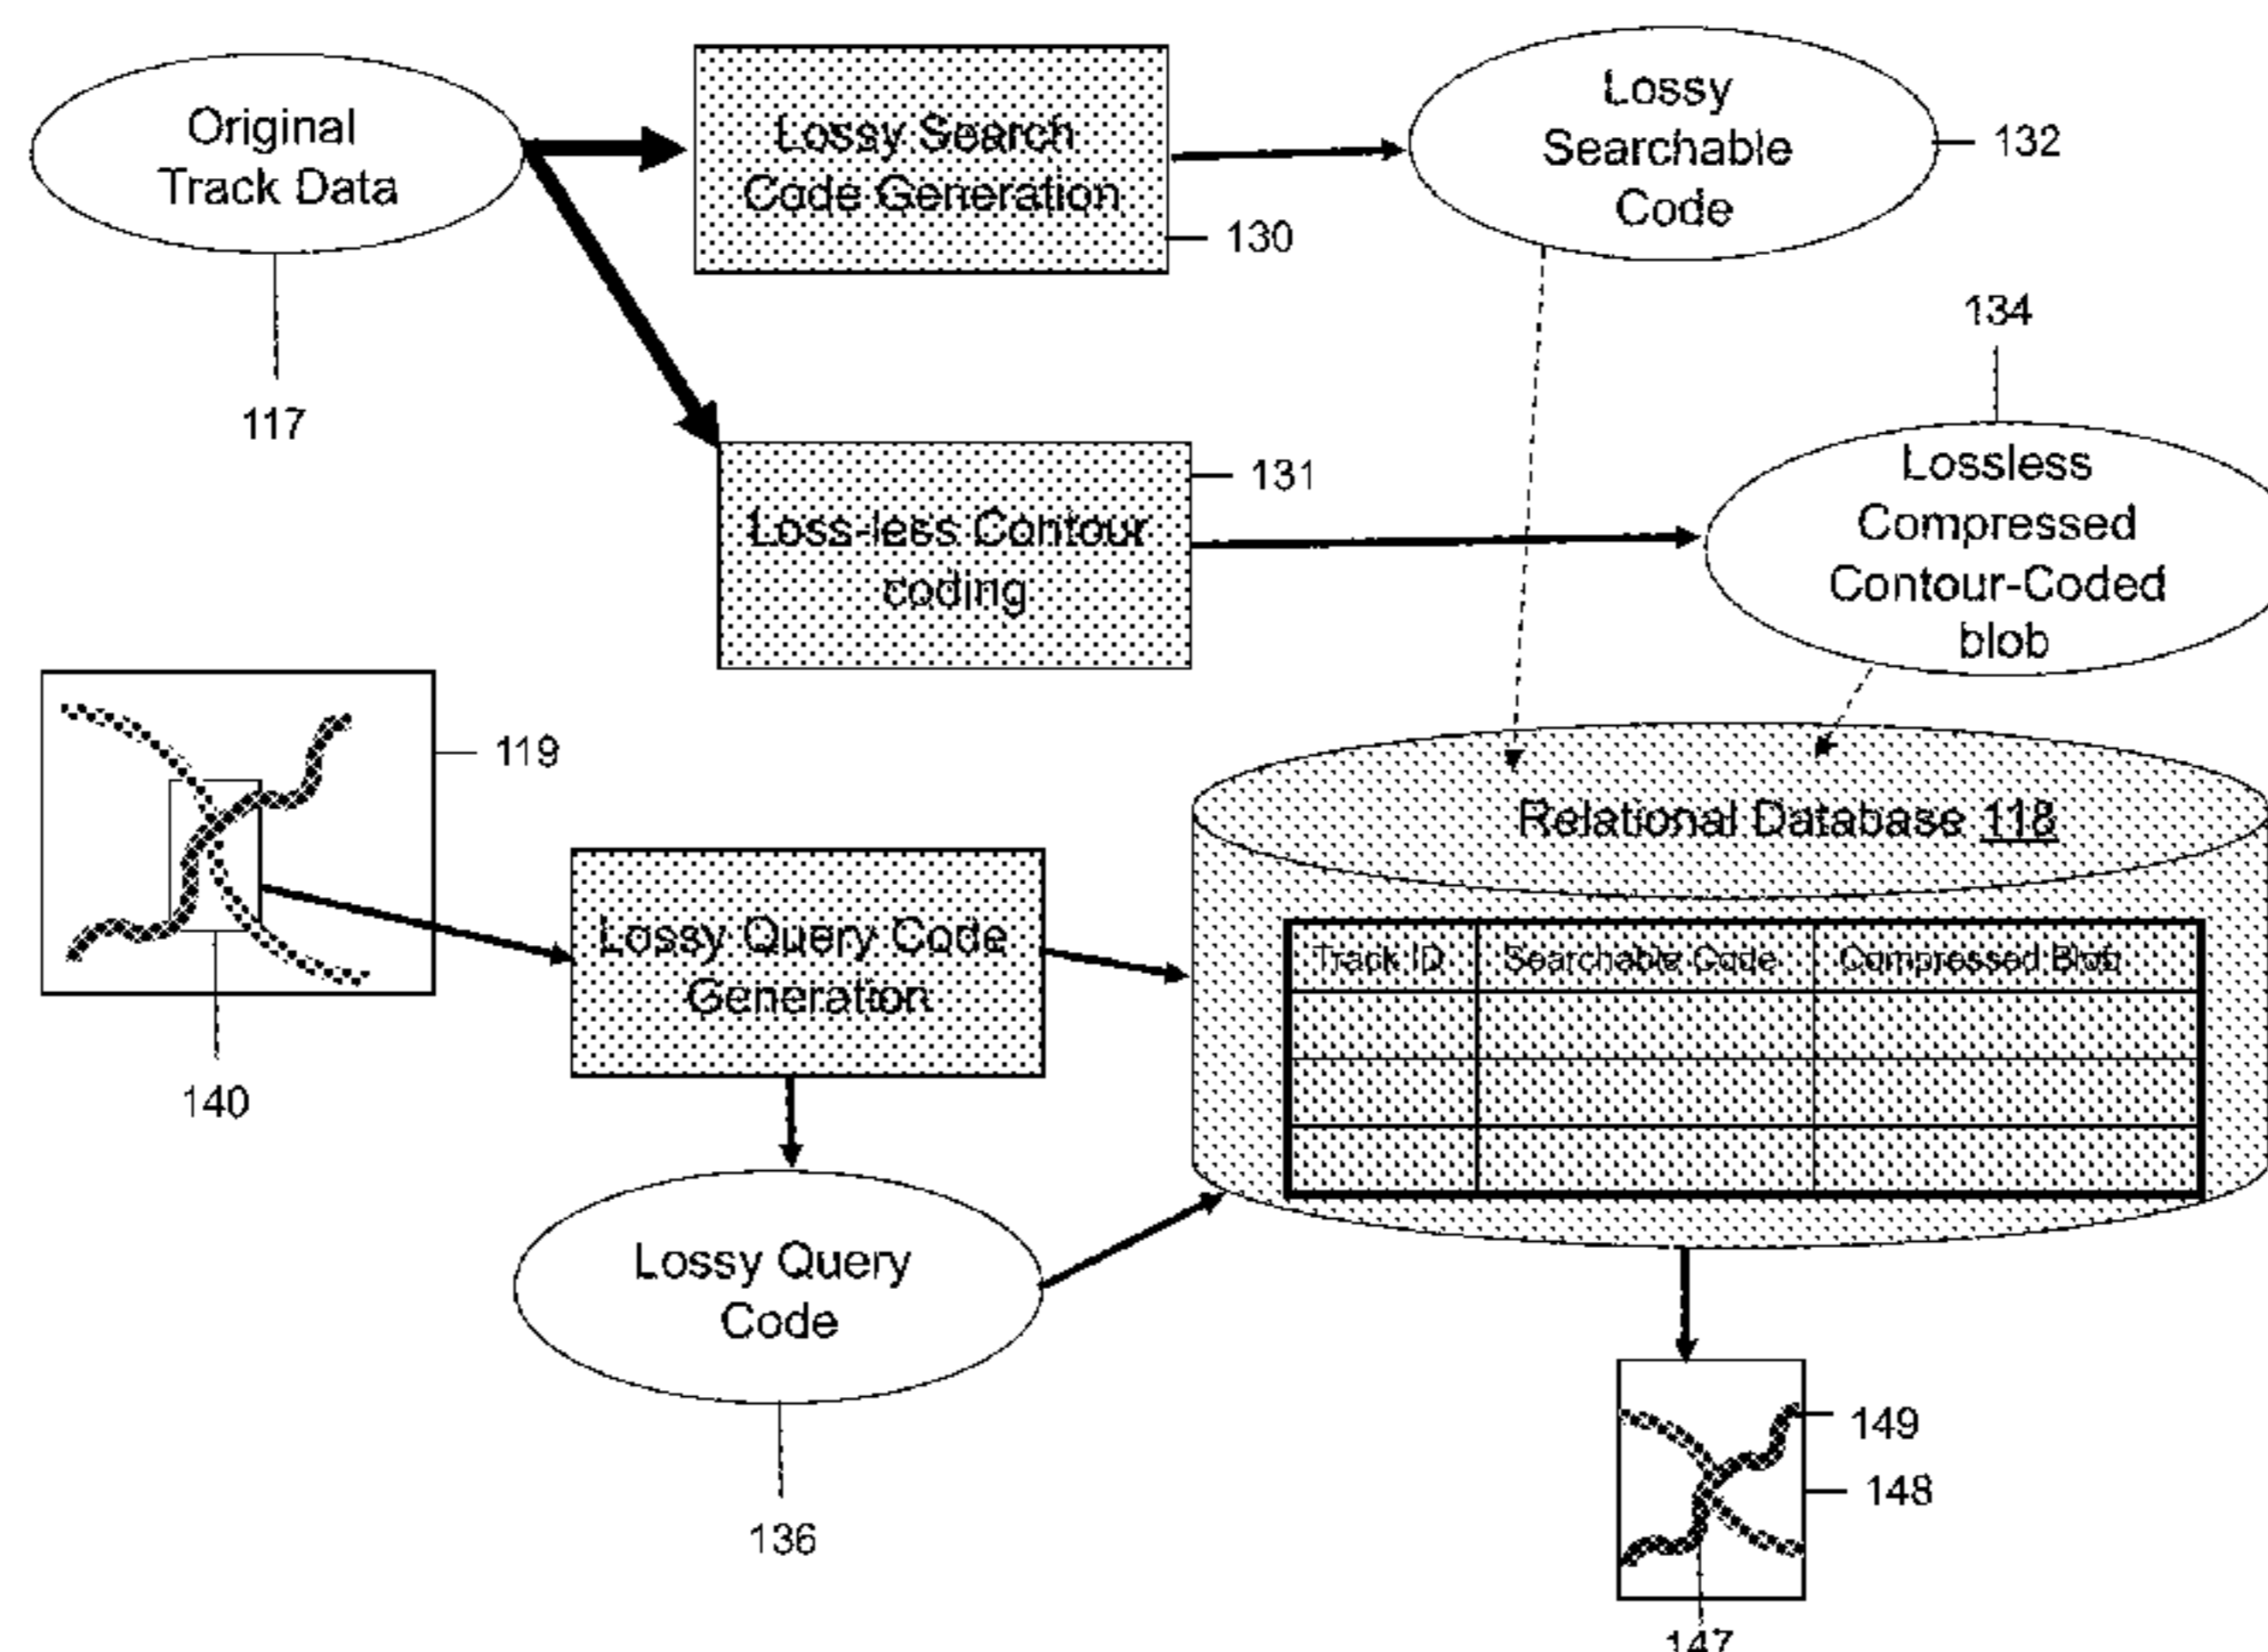 Original
Track Data
117
Lossy Search
Code Generation
130
Lossy
Searchable
Code
132
134
131
Loss-less Contour
coding
Lossless
Compressed
Contour-Coded
blob
119
140
Lossy Query Code
Generation
Relational Database 118
Track ID
Searchable Code
Compressed Blob
Lossy Query
Code
136
149
148
147